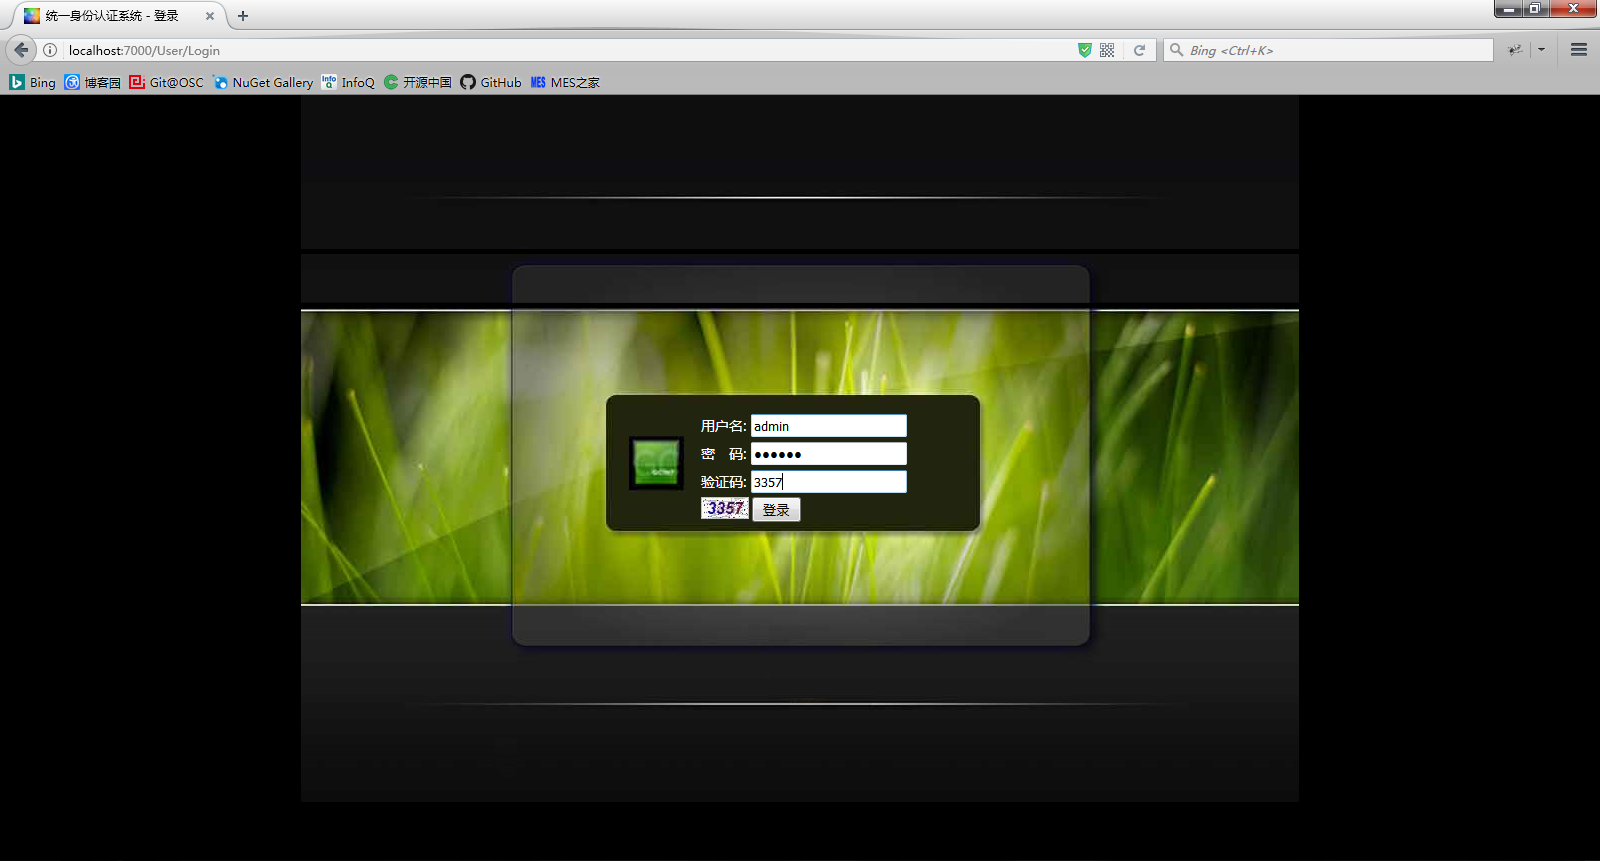 统一身份认证系统 - 登录
localhost:7000/User/Login
Bing <Ctrl+K>
Bing 博客园 Git@OSC NuGet Gallery InfoQ 开源中国 GitHub MES MES之家
用户名: admin
密 码: ●●●●●●
验证码: 3357
3357 登录